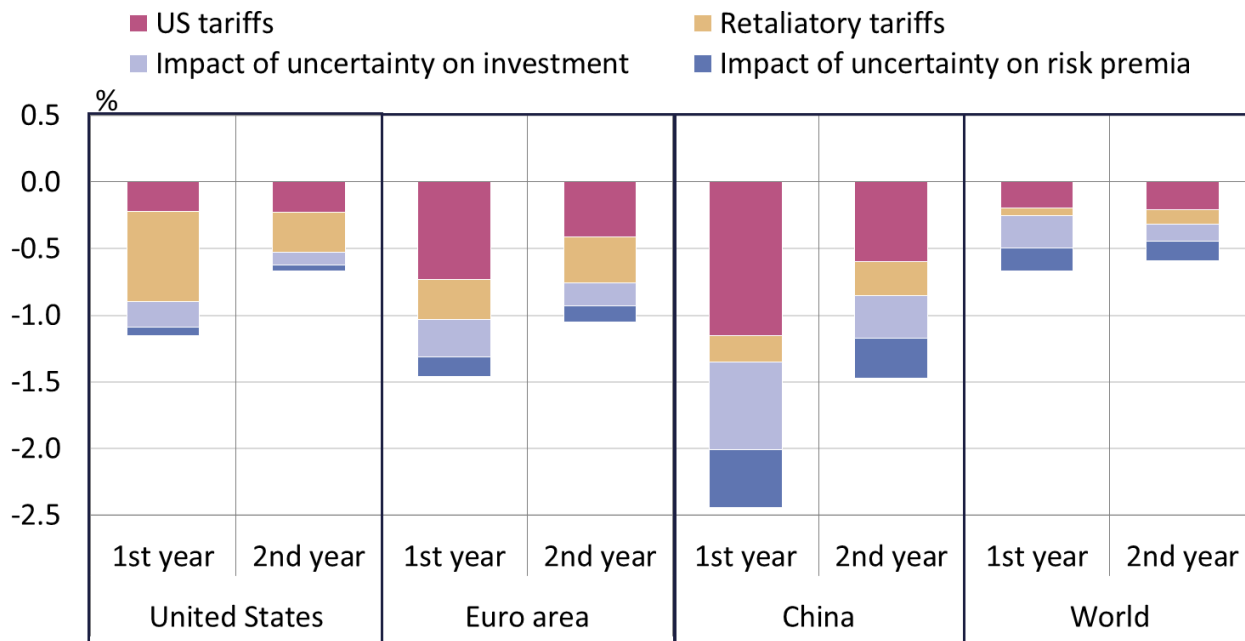 US tariffs
Retaliatory tariffs
Impact of uncertainty on investment
Impact of uncertainty on risk premia
%
0.5
0.0
-0.5
-1.0
-1.5
-2.0
-2.5
1st year 2nd year 1st year 2nd year 1st year 2nd year 1st year 2nd year
United States Euro area China World